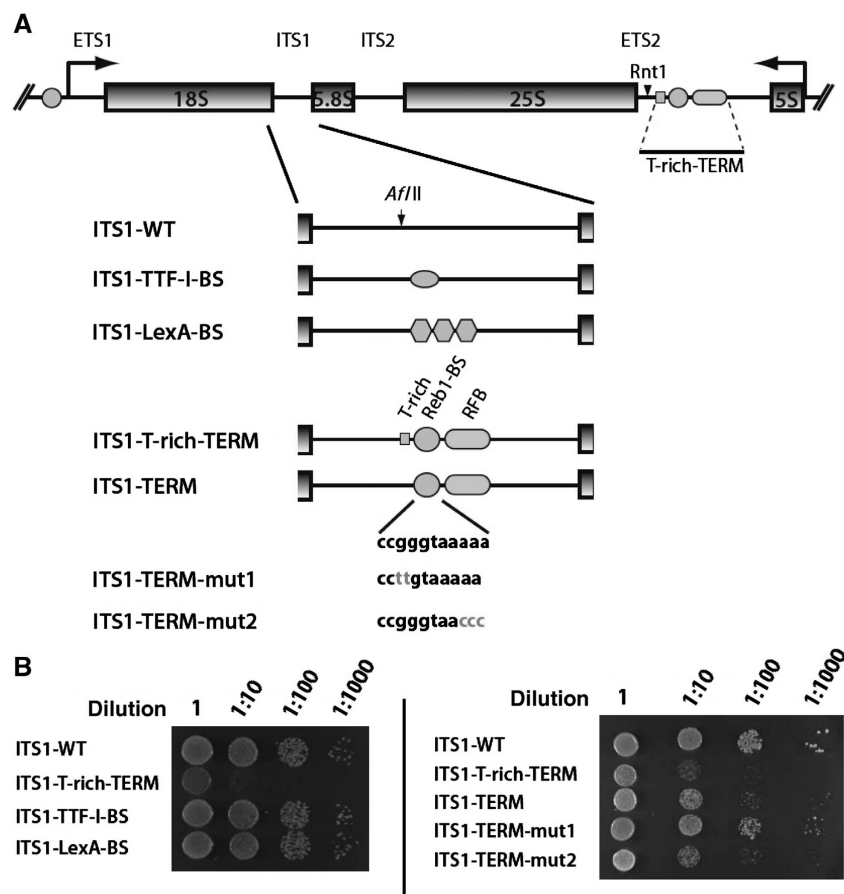 A
ETS1 ITS1 ITS2 ETS2
Rnt1
18S 5.8S 25S 5S
T-rich-TERM
AflII
ITS1-WT
ITS1-TTF-I-BS
ITS1-LexA-BS
T-rich Reb1-BS RFB
ITS1-T-rich-TERM
ITS1-TERM
ccgggtaaaaa
ITS1-TERM-mut1 ccttgtaaaaa
ITS1-TERM-mut2 ccgggtaaccc
B
Dilution 1 1:10 1:100 1:1000
ITS1-WT
ITS1-T-rich-TERM
ITS1-TTF-I-BS
ITS1-LexA-BS
Dilution 1 1:10 1:100 1:1000
ITS1-WT
ITS1-T-rich-TERM
ITS1-TERM
ITS1-TERM-mut1
ITS1-TERM-mut2